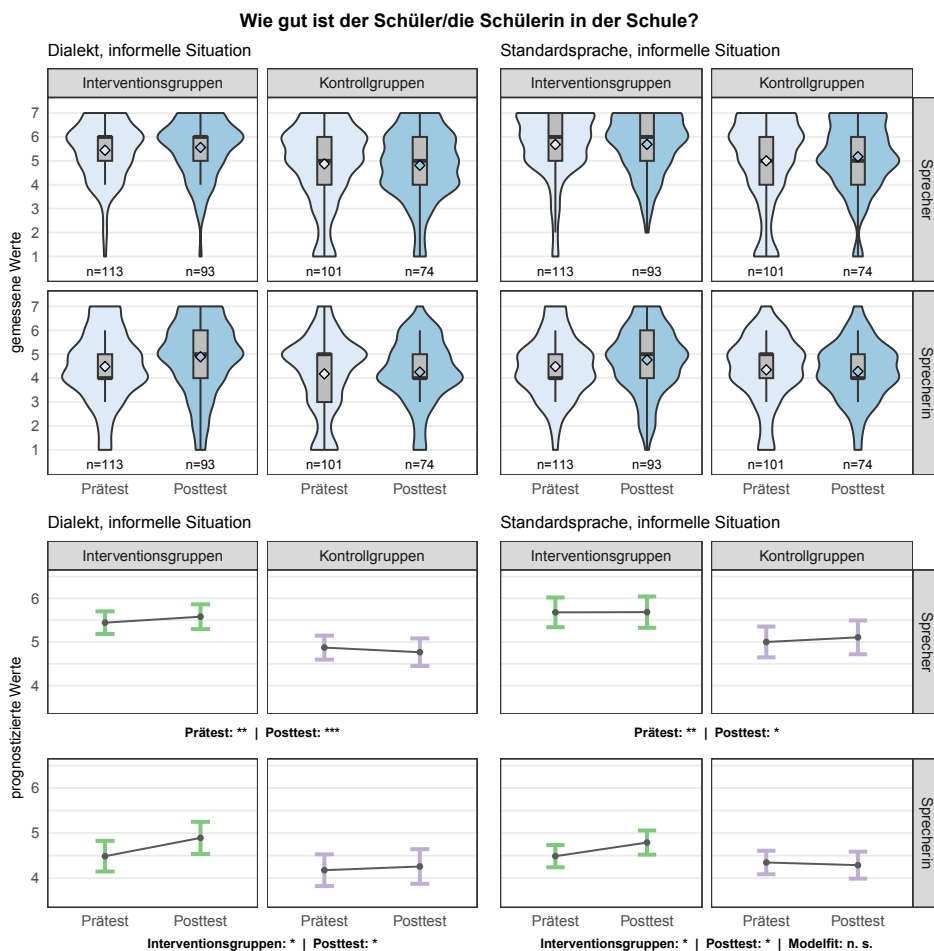 Wie gut ist der Schüler/die Schülerin in der Schule?
Dialekt, informelle Situation
Standardsprache, informelle Situation
Interventionsgruppen
Kontrollgruppen
Interventionsgruppen
Kontrollgruppen
gemessene Werte
7
6
5
4
3
2
1
n=113
n=93
n=101
n=74
n=113
n=93
n=101
n=74
Sprecher
7
6
5
4
3
2
1
n=113
n=93
n=101
n=74
n=113
n=93
n=101
n=74
Sprecherin
Prätest
Posttest
Prätest
Posttest
Prätest
Posttest
Prätest
Posttest
Dialekt, informelle Situation
Standardsprache, informelle Situation
Interventionsgruppen
Kontrollgruppen
Interventionsgruppen
Kontrollgruppen
prognostizierte Werte
6
5
4
Sprecher
Prätest: ** | Posttest: ***
Prätest: ** | Posttest: *
6
5
4
Sprecherin
Prätest
Posttest
Prätest
Posttest
Prätest
Posttest
Prätest
Posttest
Interventionsgruppen: * | Posttest: *
Interventionsgruppen: * | Posttest: * | Modelfit: n. s.